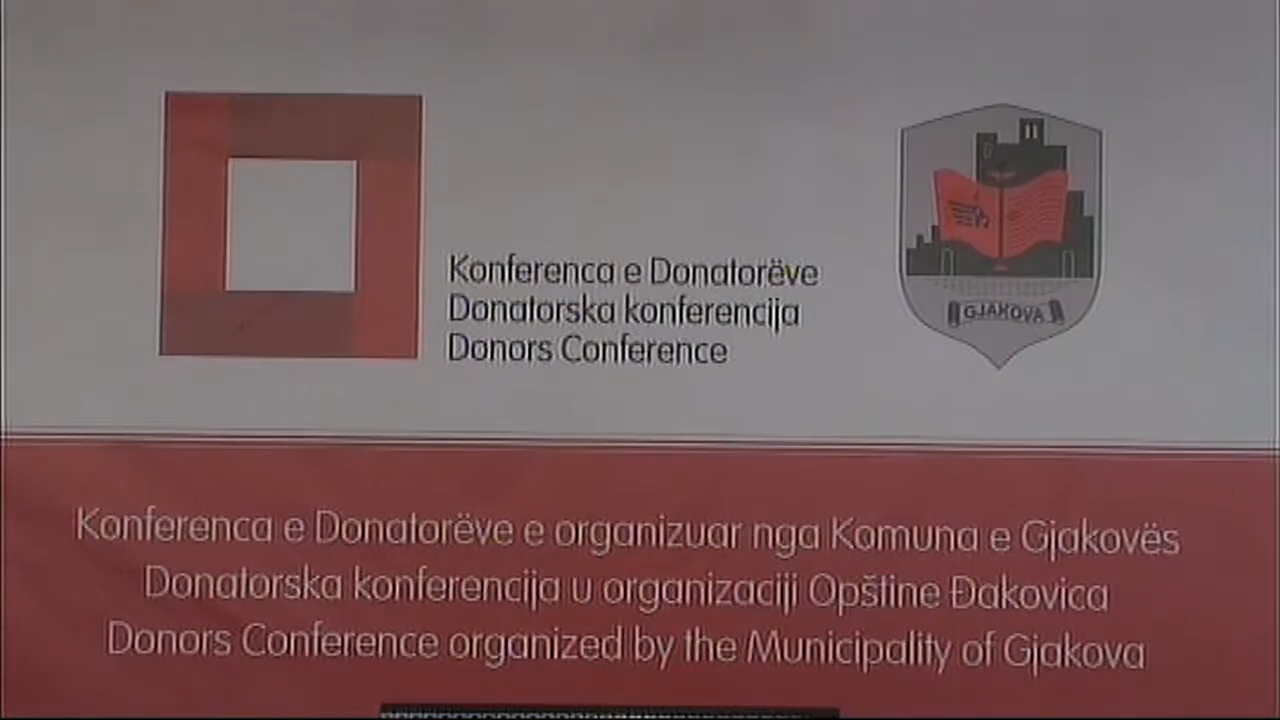 Konferenca e Donatorëve
Donatorska konferencija
Donors Conference
GJAKOVA
Konferenca e Donatorëve e organizuar nga Komuna e Gjakovës
Donatorska konferencija u organizaciji Opštine Đakovica
Donors Conference organized by the Municipality of Gjakova